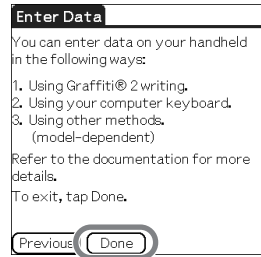 Enter Data
You can enter data on your handheld
in the following ways:
1. Using Graffiti® 2 writing.
2. Using your computer keyboard.
3. Using other methods.
(model-dependent)
Refer to the documentation for more
details.
To exit, tap Done.
Previous Done